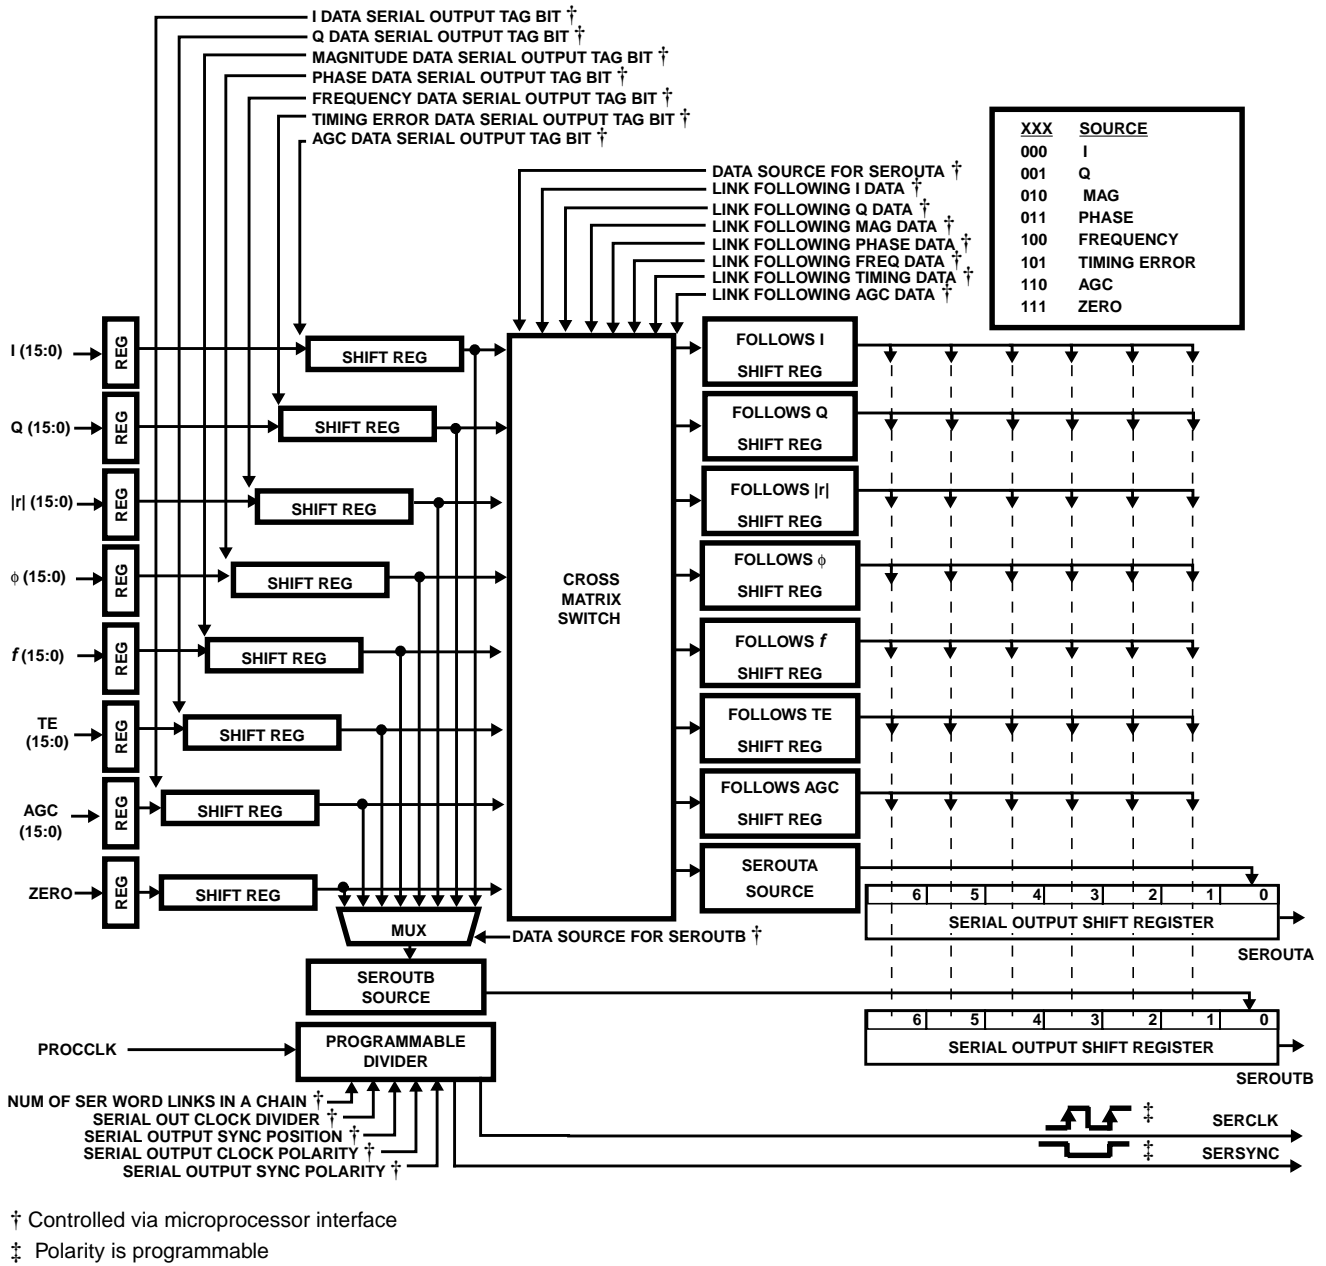 I DATA SERIAL OUTPUT TAG BIT †
Q DATA SERIAL OUTPUT TAG BIT †
MAGNITUDE DATA SERIAL OUTPUT TAG BIT †
PHASE DATA SERIAL OUTPUT TAG BIT †
FREQUENCY DATA SERIAL OUTPUT TAG BIT †
TIMING ERROR DATA SERIAL OUTPUT TAG BIT †
AGC DATA SERIAL OUTPUT TAG BIT †
DATA SOURCE FOR SEROUTA †
LINK FOLLOWING I DATA †
LINK FOLLOWING Q DATA †
LINK FOLLOWING MAG DATA †
LINK FOLLOWING PHASE DATA †
LINK FOLLOWING FREQ DATA †
LINK FOLLOWING TIMING DATA †
LINK FOLLOWING AGC DATA †
XXX SOURCE
000 I
001 Q
010 MAG
011 PHASE
100 FREQUENCY
101 TIMING ERROR
110 AGC
111 ZERO
I (15:0)
REG
SHIFT REG
Q (15:0)
REG
SHIFT REG
|r| (15:0)
REG
SHIFT REG
ϕ (15:0)
REG
SHIFT REG
f (15:0)
REG
SHIFT REG
TE
(15:0)
REG
SHIFT REG
AGC
(15:0)
REG
SHIFT REG
ZERO
REG
SHIFT REG
CROSS
MATRIX
SWITCH
FOLLOWS I
SHIFT REG
FOLLOWS Q
SHIFT REG
FOLLOWS |r|
SHIFT REG
FOLLOWS ϕ
SHIFT REG
FOLLOWS f
SHIFT REG
FOLLOWS TE
SHIFT REG
FOLLOWS AGC
SHIFT REG
SEROUTA
SOURCE
6 5 4 3 2 1 0
SERIAL OUTPUT SHIFT REGISTER
SEROUTA
MUX
DATA SOURCE FOR SEROUTB †
SEROUTB
SOURCE
6 5 4 3 2 1 0
SERIAL OUTPUT SHIFT REGISTER
SEROUTB
PROCCLK
PROGRAMMABLE
DIVIDER
NUM OF SER WORD LINKS IN A CHAIN †
SERIAL OUT CLOCK DIVIDER †
SERIAL OUTPUT SYNC POSITION †
SERIAL OUTPUT CLOCK POLARITY †
SERIAL OUTPUT SYNC POLARITY †
‡ SERCLK
‡ SERSYNC
† Controlled via microprocessor interface
‡ Polarity is programmable